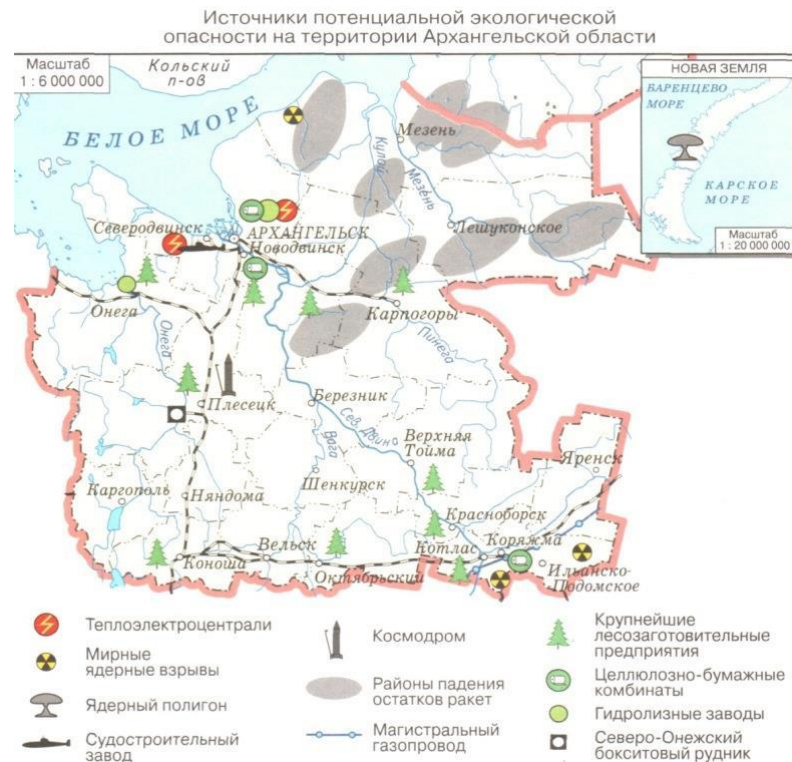 Источники потенциальной экологической
опасности на территории Архангельской области
Масштаб
1 : 6 000 000
Кольский
п-ов
НОВАЯ ЗЕМЛЯ
БАРЕНЦЕВО
МОРЕ
КАРСКОЕ
МОРЕ
Масштаб
1 : 20 000 000
БЕЛОЕ МОРЕ
Мезень
Кулой
Мезень
Лешуконское
Северодвинск
АРХАНГЕЛЬСК
Новодвинск
Онега
Онега
Карпогоры
Пинега
Плесецк
Березник
Сев. Двина
Вага
Верхняя
Тойма
Яренск
Шенкурск
Каргополь
Няндома
Красноборск
Коряжма
Котлас
Вельск
Коноша
Октябрьский
Ильинско-
Подомское
Теплоэлектроцентрали
Мирные
ядерные взрывы
Ядерный полигон
Судостроительный
завод
Космодром
Районы падения
остатков ракет
Магистральный
газопровод
Крупнейшие
лесозаготовительные
предприятия
Целлюлозно-бумажные
комбинаты
Гидролизные заводы
Северо-Онежский
бокситовый рудник